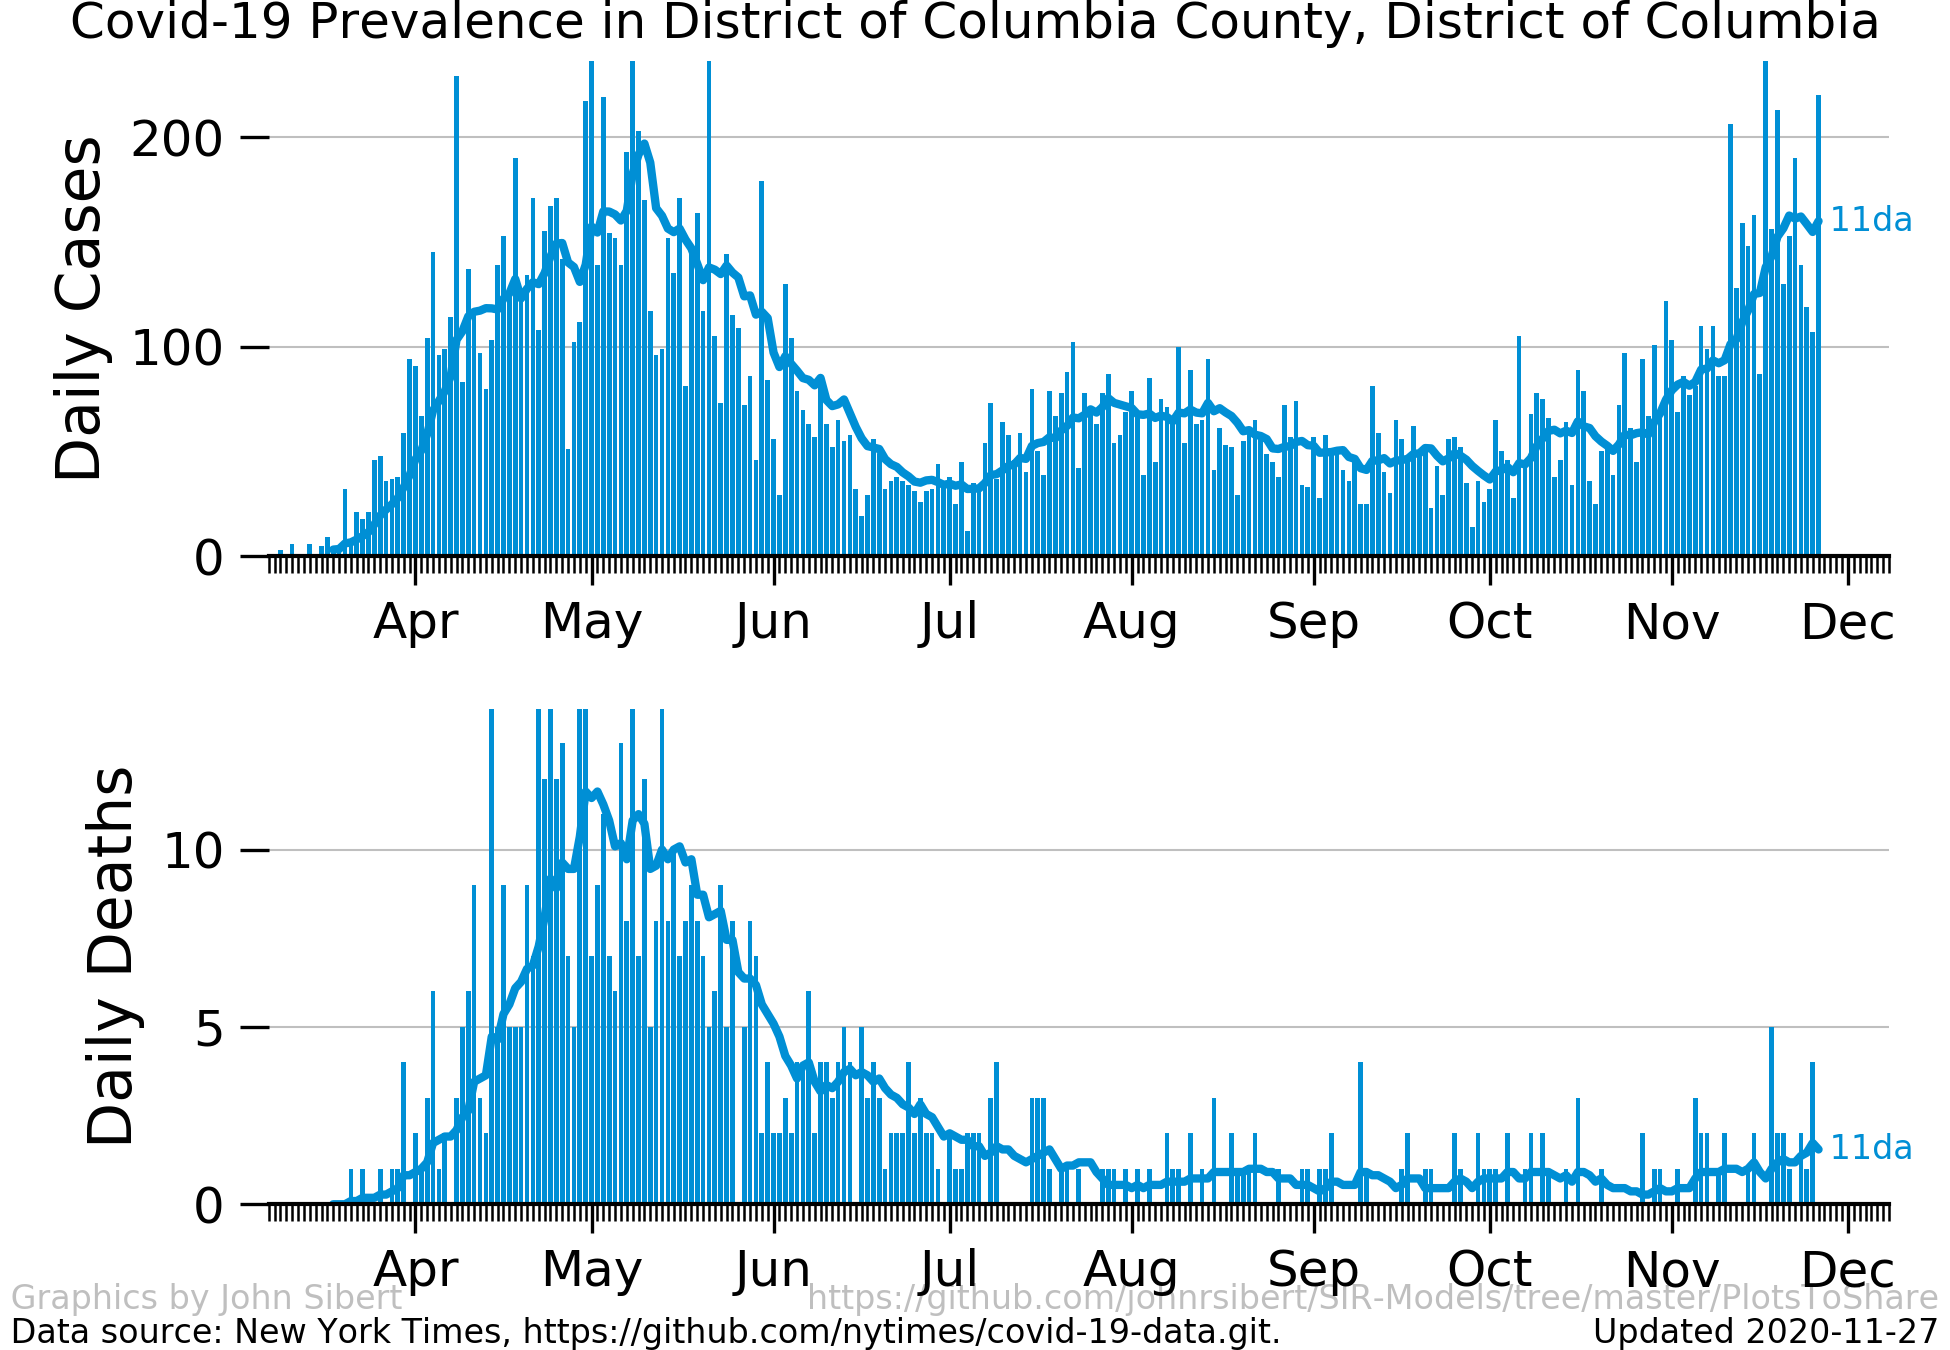 Covid-19 Prevalence in District of Columbia County, District of Columbia
Daily Cases
200
100
0
11da
Apr May Jun Jul Aug Sep Oct Nov Dec
Daily Deaths
10
5
0
11da
Apr May Jun Jul Aug Sep Oct Nov Dec
Graphics by John Sibert https://github.com/johnrsibert/SIR-Models/tree/master/PlotsToShare
Data source: New York Times, https://github.com/nytimes/covid-19-data.git. Updated 2020-11-27